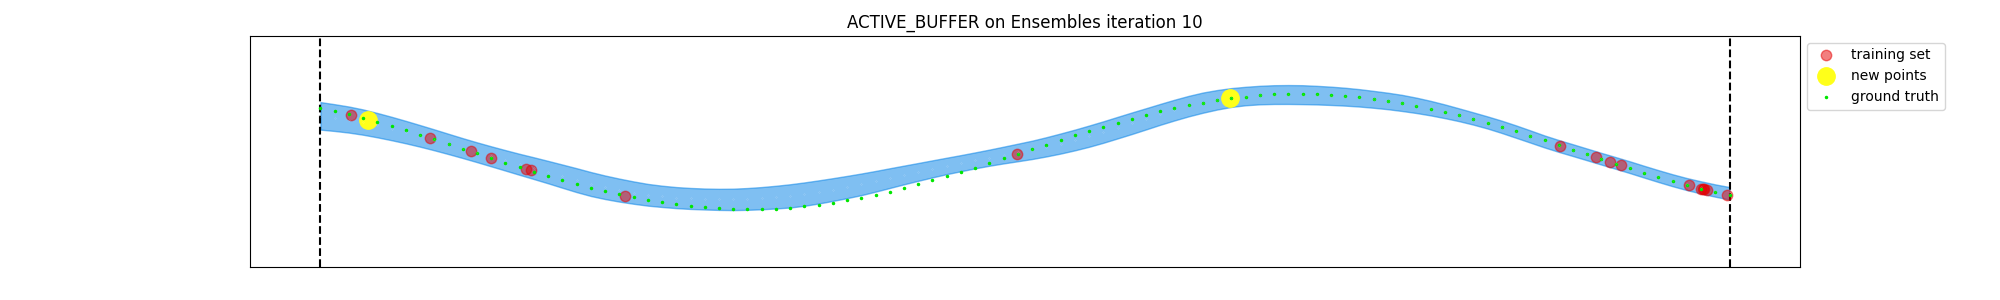 ACTIVE_BUFFER on Ensembles iteration 10
training set
new points
ground truth